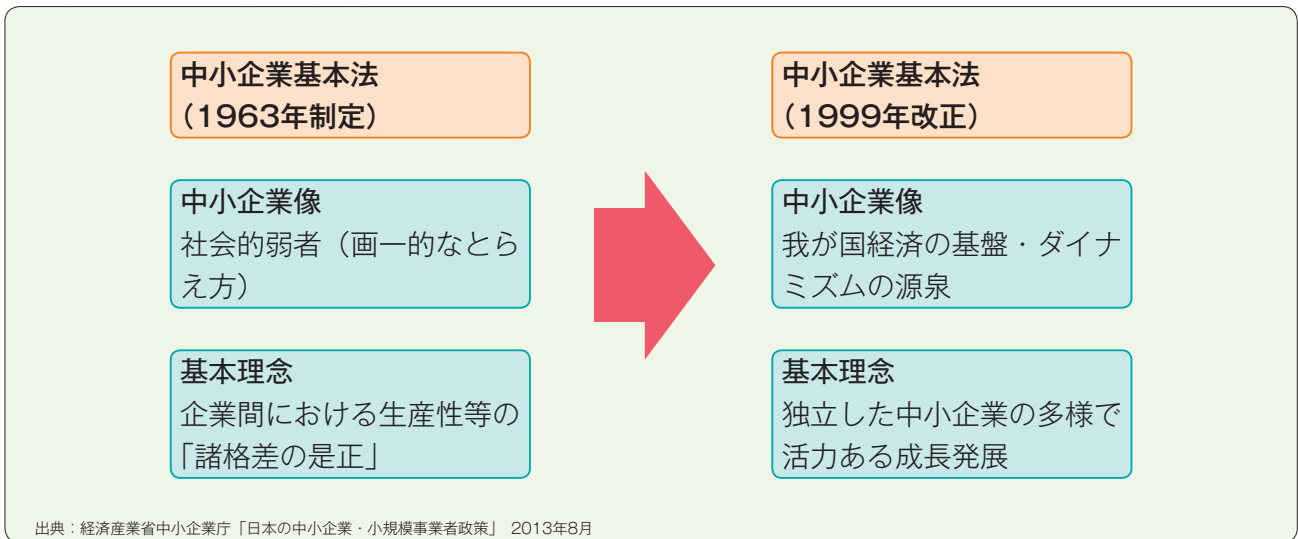 中小企業基本法
（1963年制定）
中小企業像
社会的弱者（画一的なとら
え方）
基本理念
企業間における生産性等の
「諸格差の是正」
中小企業基本法
（1999年改正）
中小企業像
我が国経済の基盤・ダイナ
ミズムの源泉
基本理念
独立した中小企業の多様で
活力ある成長発展
出典：経済産業省中小企業庁「日本の中小企業・小規模事業者政策」 2013年8月